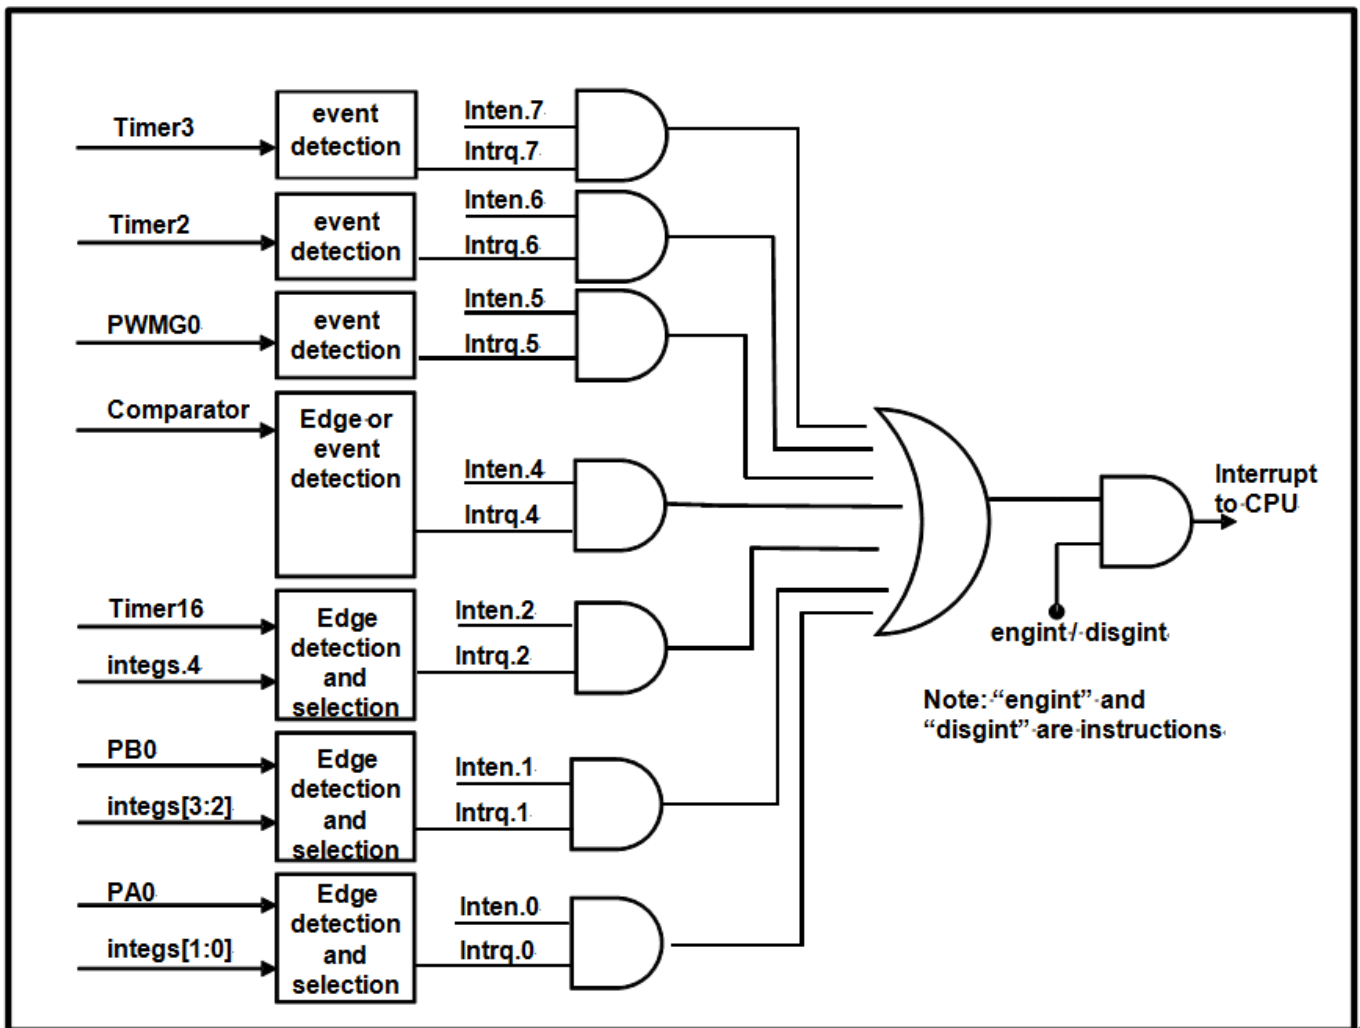 Timer3
event
detection
Inten.7
Intrq.7
Timer2
event
detection
Inten.6
Intrq.6
PWMG0
event
detection
Inten.5
Intrq.5
Comparator
Edge or
event
detection
Inten.4
Intrq.4
Timer16
integs.4
Edge
detection
and
selection
Inten.2
Intrq.2
PB0
integs[3:2]
Edge
detection
and
selection
Inten.1
Intrq.1
PA0
integs[1:0]
Edge
detection
and
selection
Inten.0
Intrq.0
Interrupt
to CPU
engint / disgint
Note: “engint” and
“disgint” are instructions